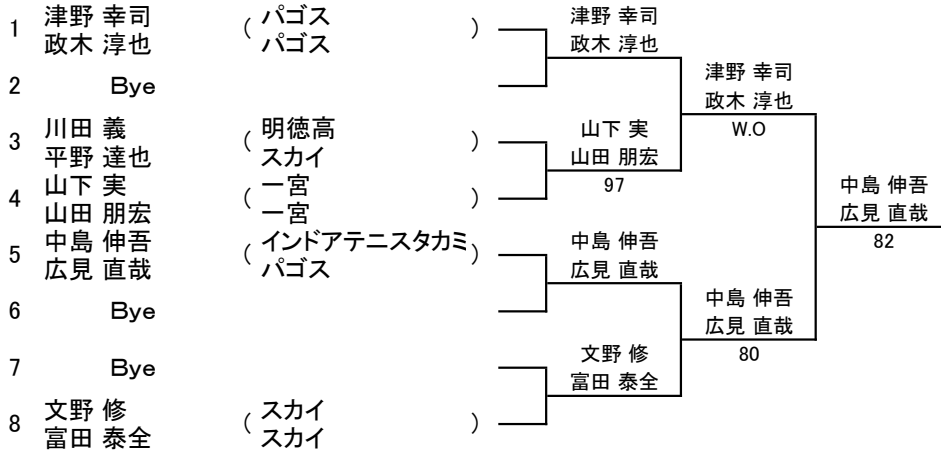 1 津野 幸司 ( パゴス )
政木 淳也 パゴス
2 Bye
3 川田 義 ( 明徳高 )
平野 達也 スカイ
4 山下 実 ( 一宮 )
山田 朋宏 一宮
5 中島 伸吾 ( インドアテニスタカミ )
広見 直哉 パゴス
6 Bye
7 Bye
8 文野 修 ( スカイ )
富田 泰全 スカイ
津野 幸司
政木 淳也
山下 実
山田 朋宏
97
中島 伸吾
広見 直哉
文野 修
富田 泰全
津野 幸司
政木 淳也
W.O
中島 伸吾
広見 直哉
80
中島 伸吾
広見 直哉
82